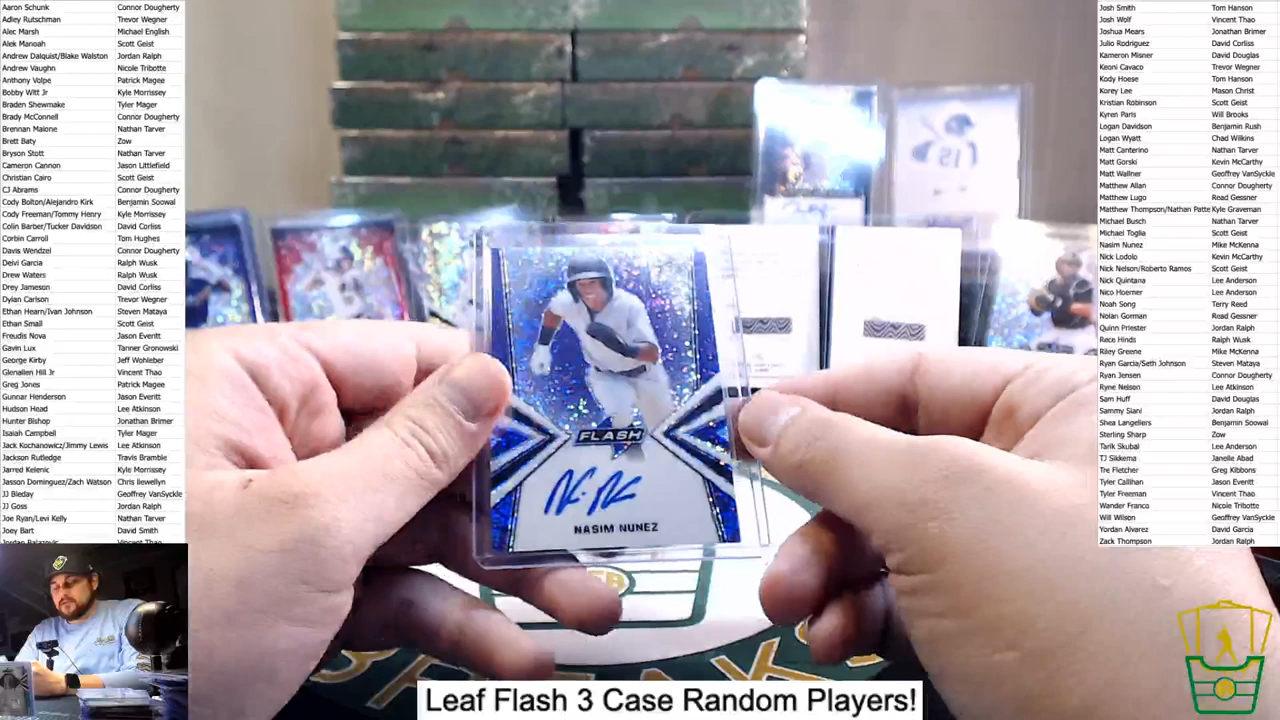 Aaron Schunk Connor Dougherty
Adley Rutschman Trevor Wegner
Alec Marsh Michael English
Alek Manoah Scott Geist
Andrew Dalquist/Blake Walston Jordan Ralph
Andrew Vaughn Nicole Tribotte
Anthony Volpe Patrick Magee
Bobby Witt Jr Kyle Morrissey
Braden Shewmake Tyler Mager
Brady McConnell Connor Dougherty
Brennan Malone Nathan Tarver
Brett Baty Zow
Bryson Stott Nathan Tarver
Cameron Cannon Jason Littlefield
Christian Cairo Scott Geist
CJ Abrams Connor Dougherty
Cody Bolton/Alejandro Kirk Benjamin Soowal
Cody Freeman/Tommy Henry Kyle Morrissey
Colin Barber/Tucker Davidson David Corliss
Corbin Carroll Tom Hughes
Davis Wendzel Connor Dougherty
Deivi Garcia Ralph Wusk
Drew Waters Ralph Wusk
Drey Jameson David Corliss
Dylan Carlson Trevor Wegner
Ethan Hearn/Ivan Johnson Steven Mataya
Ethan Small Scott Geist
Freudis Nova Jason Everitt
Gavin Lux Tanner Gronowski
George Kirby Jeff Wohleber
Glenallen Hill Jr Vincent Thao
Greg Jones Patrick Magee
Gunnar Henderson Jason Everitt
Hudson Head Lee Atkinson
Hunter Bishop Jonathan Brimer
Isaiah Campbell Tyler Mager
Jack Kochanowicz/Jimmy Lewis Lee Atkinson
Jackson Rutledge Travis Bramble
Jarred Kelenic Kyle Morrissey
Jasson Dominguez/Zach Watson Chris llewellyn
JJ Bleday Geoffrey VanSyckle
JJ Goss Jordan Ralph
Joe Ryan/Levi Kelly Nathan Tarver
Joey Bart David Smith
Jordan Balazovic Vincent Thao
Josh Smith Tom Hanson
Josh Wolf Vincent Thao
Joshua Mears Jonathan Brimer
Julio Rodriguez David Corliss
Kameron Misner David Douglas
Keoni Cavaco Trevor Wegner
Kody Hoese Tom Hanson
Korey Lee Mason Christ
Kristian Robinson Scott Geist
Kyren Paris Will Brooks
Logan Davidson Benjamin Rush
Logan Wyatt Chad Wilkins
Matt Canterino Nathan Tarver
Matt Gorski Kevin McCarthy
Matt Wallner Geoffrey VanSyckle
Matthew Allan Connor Dougherty
Matthew Lugo Read Gessner
Matthew Thompson/Nathan Patte Kyle Graveman
Michael Busch Nathan Tarver
Michael Toglia Scott Geist
Nasim Nunez Mike McKenna
Nick Lodolo Kevin McCarthy
Nick Nelson/Roberto Ramos Scott Geist
Nick Quintana Lee Anderson
Nico Hoerner Lee Anderson
Noah Song Terry Reed
Nolan Gorman Read Gessner
Quinn Priester Jordan Ralph
Rece Hinds Ralph Wusk
Riley Greene Mike McKenna
Ryan Garcia/Seth Johnson Steven Mataya
Ryan Jensen Connor Dougherty
Ryne Nelson Lee Atkinson
Sam Huff David Douglas
Sammy Siani Jordan Ralph
Shea Langeliers Benjamin Soowal
Sterling Sharp Zow
Tarik Skubal Lee Anderson
TJ Sikkema Janelle Abad
Tre Fletcher Greg Kibbons
Tyler Callihan Jason Everitt
Tyler Freeman Vincent Thao
Wander Franco Nicole Tribotte
Will Wilson Geoffrey VanSyckle
Yordan Alvarez David Garcia
Zack Thompson Jordan Ralph
FLASH
NASIM NUNEZ
Leaf Flash 3 Case Random Players!